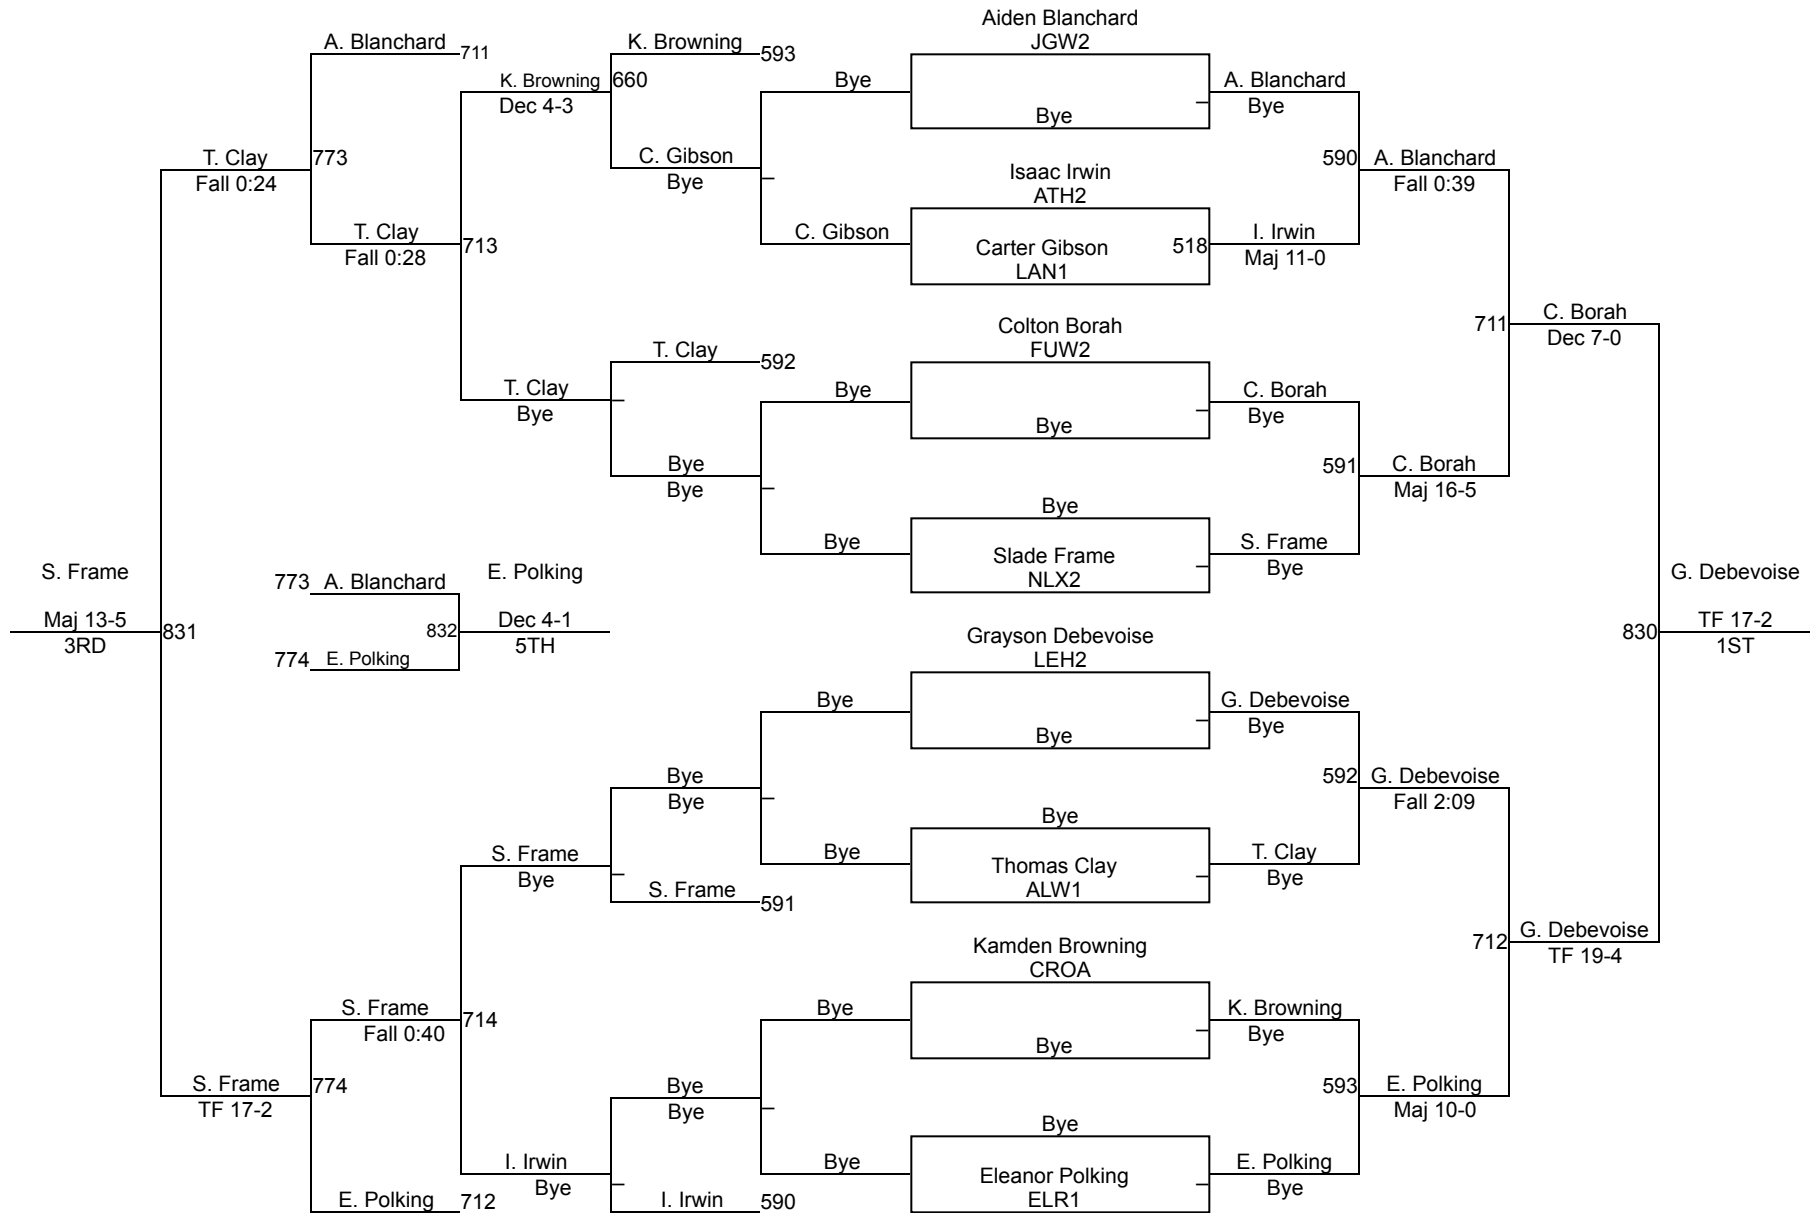 Aiden Blanchard
JGW2
A. Blanchard
711
K. Browning
593
K. Browning
660
Dec 4-3
Bye
Bye
A. Blanchard
Bye
T. Clay
773
Fall 0:24
C. Gibson
Bye
590
A. Blanchard
Fall 0:39
Isaac Irwin
ATH2
T. Clay
713
Fall 0:28
C. Gibson
Carter Gibson
518
LAN1
I. Irwin
Maj 11-0
711
C. Borah
Dec 7-0
Colton Borah
FUW2
T. Clay
592
T. Clay
Bye
Bye
Bye
C. Borah
Bye
Bye
Bye
591
C. Borah
Maj 16-5
Bye
Bye
Slade Frame
NLX2
S. Frame
Bye
S. Frame
Maj 13-5
831
3RD
773
A. Blanchard
E. Polking
832
Dec 4-1
5TH
774
E. Polking
G. Debevoise
830
TF 17-2
1ST
Grayson Debevoise
LEH2
Bye
Bye
G. Debevoise
Bye
Bye
Bye
592
G. Debevoise
Fall 2:09
Bye
S. Frame
Bye
Bye
Thomas Clay
ALW1
T. Clay
Bye
S. Frame
591
712
G. Debevoise
TF 19-4
Kamden Browning
CROA
S. Frame
714
Fall 0:40
Bye
Bye
K. Browning
Bye
S. Frame
774
TF 17-2
Bye
Bye
593
E. Polking
Maj 10-0
Bye
I. Irwin
Bye
Bye
Eleanor Polking
ELR1
E. Polking
Bye
E. Polking
712
I. Irwin
590